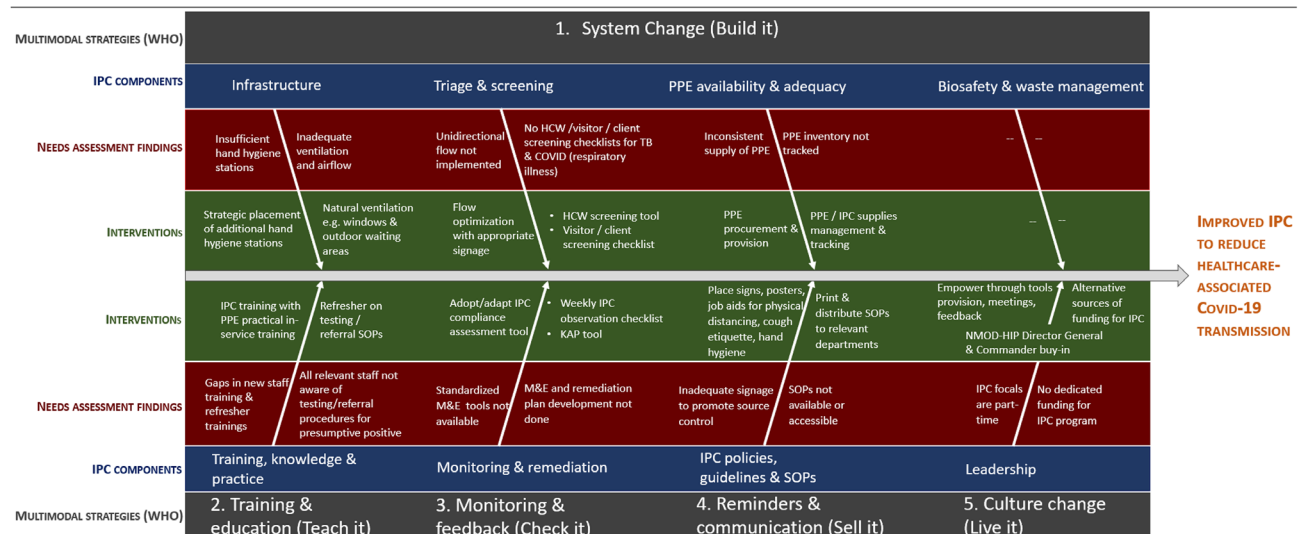 MULTIMODAL STRATEGIES (WHO)
1. System Change (Build it)
IPC COMPONENTS
Infrastructure
Triage & screening
PPE availability & adequacy
Biosafety & waste management
NEEDS ASSESSMENT FINDINGS
Insufficient
hand hygiene
stations
Inadequate
ventilation
and airflow
Unidirectional
flow not
implemented
No HCW /visitor / client
screening checklists for TB
& COVID (respiratory
illness)
Inconsistent
supply of PPE
PPE inventory not
tracked
--
--
INTERVENTIONS
Strategic placement
of additional hand
hygiene stations
Natural ventilation
e.g. windows &
outdoor waiting
areas
Flow
optimization
with appropriate
signage
• HCW screening tool
• Visitor / client
screening checklist
PPE
procurement &
provision
PPE / IPC supplies
management &
tracking
--
--
IMPROVED IPC
TO REDUCE
HEALTHCARE-
ASSOCIATED
COVID-19
TRANSMISSION
INTERVENTIONS
IPC training with
PPE practical in-
service training
Refresher on
testing /
referral SOPs
Adopt/adapt IPC
compliance
assessment tool
• Weekly IPC
observation checklist
• KAP tool
Place signs, posters,
job aids for physical
distancing, cough
etiquette, hand
hygiene
Print &
distribute SOPs
to relevant
departments
Empower through tools
provision, meetings,
feedback
Alternative
sources of
funding for IPC
NMOD-HIP Director General
& Commander buy-in
NEEDS ASSESSMENT FINDINGS
Gaps in new staff
training &
refresher
trainings
All relevant staff not
aware of
testing/referral
procedures for
presumptive positive
Standardized
M&E tools not
available
M&E and remediation
plan development not
done
Inadequate signage
to promote source
control
SOPs not
available or
accessible
IPC focals
are part-
time
No dedicated
funding for
IPC program
IPC COMPONENTS
Training, knowledge &
practice
Monitoring & remediation
IPC policies,
guidelines & SOPs
Leadership
MULTIMODAL STRATEGIES (WHO)
2. Training &
education (Teach it)
3. Monitoring &
feedback (Check it)
4. Reminders &
communication (Sell it)
5. Culture change
(Live it)